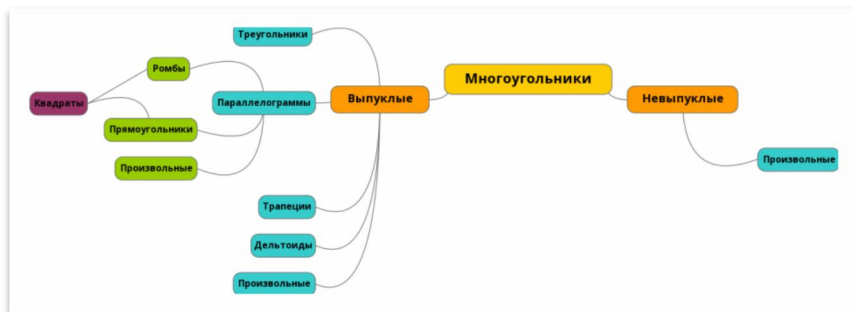 Треугольники
Многоугольники
Ромбы
Квадраты
Параллелограммы
Выпуклые
Невыпуклые
Прямоугольники
Произвольные
Произвольные
Трапеции
Дельтоиды
Произвольные